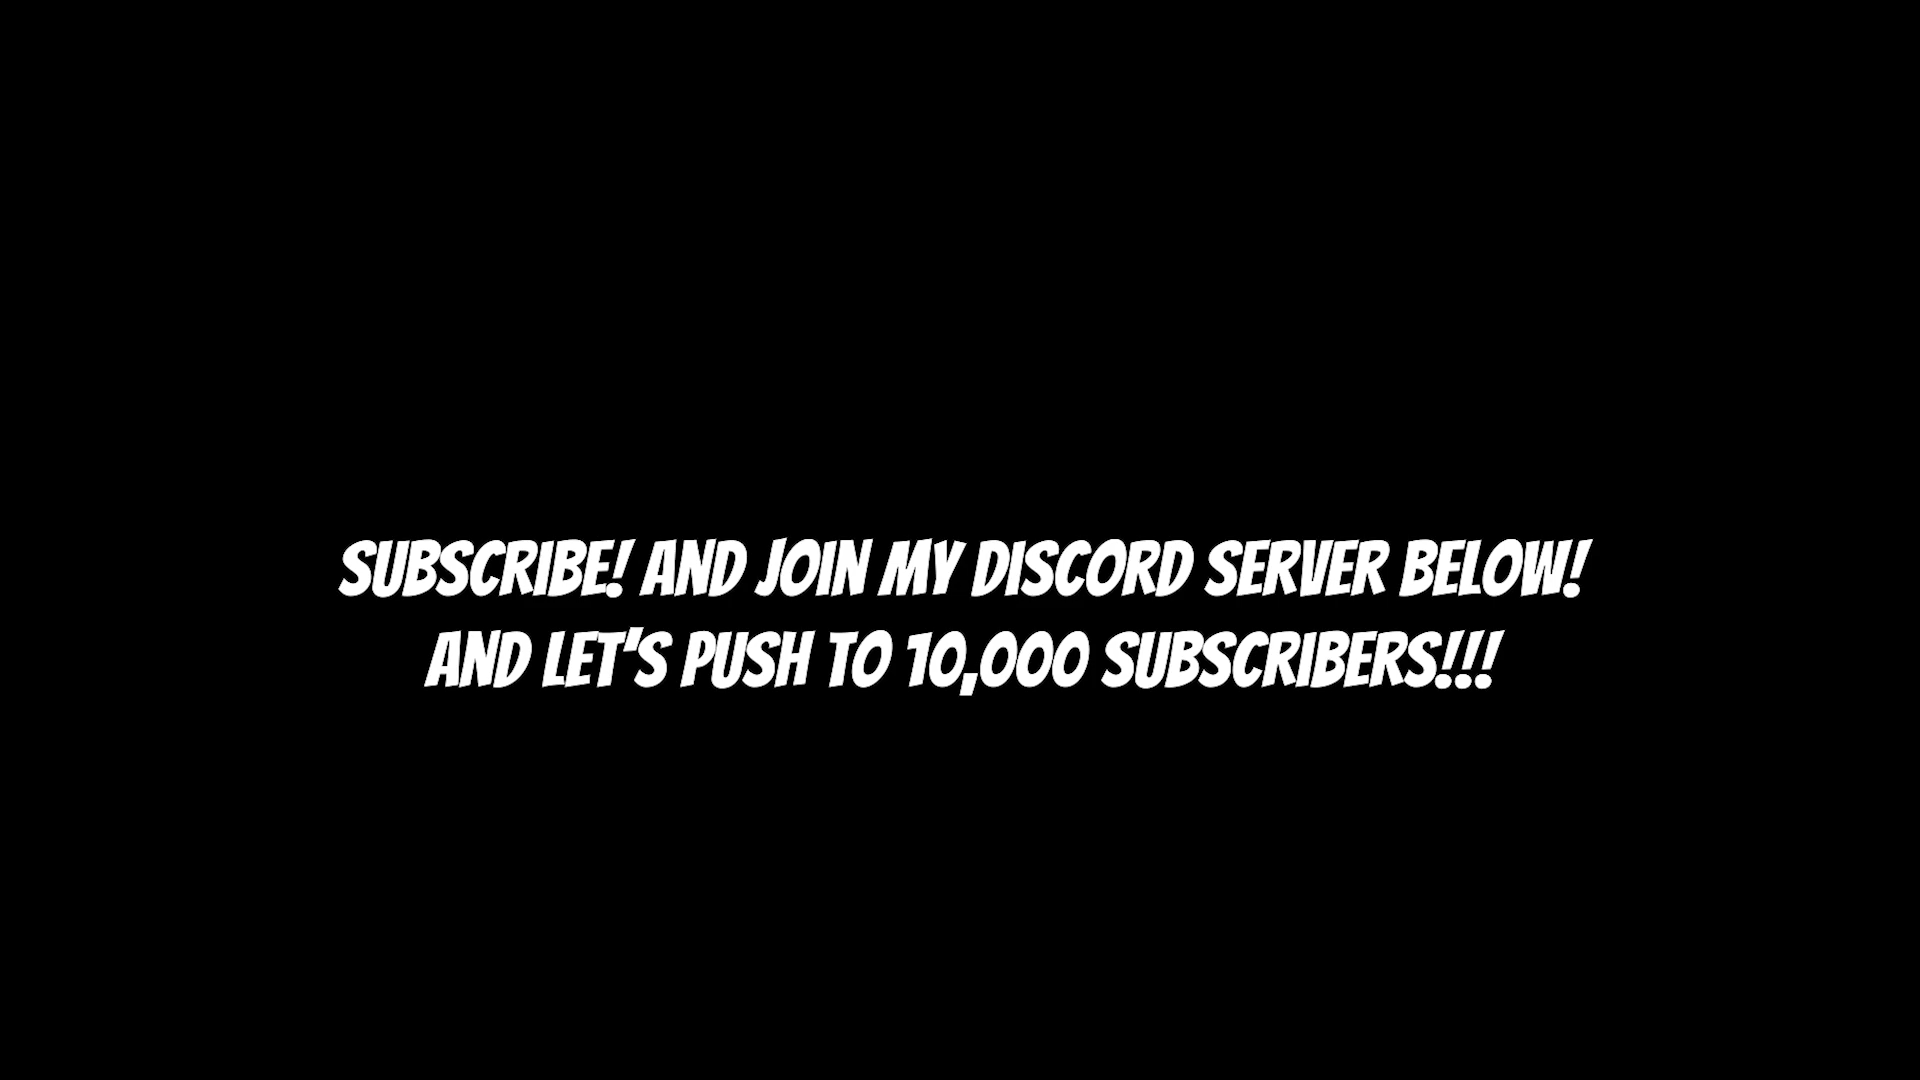 SUBSCRIBE! AND JOIN MY DISCORD SERVER BELOW!
AND LET'S PUSH TO 10,000 SUBSCRIBERS!!!